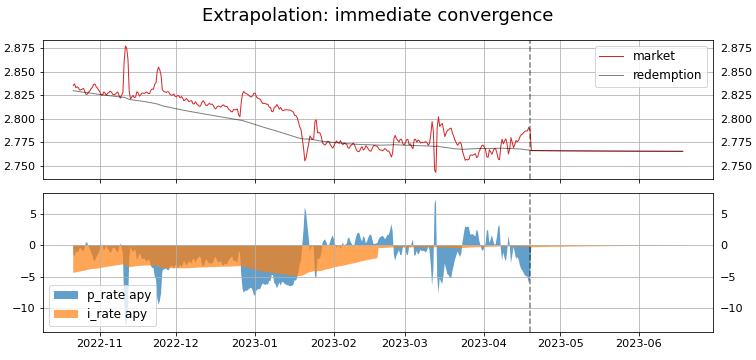 Extrapolation: immediate convergence
2.875 2.875
2.850 2.850
2.825 2.825
2.800 2.800
2.775 2.775
2.750 2.750
market
redemption
5 5
0 0
−5 −5
−10 −10
p_rate apy
i_rate apy
2022-11 2022-12 2023-01 2023-02 2023-03 2023-04 2023-05 2023-06